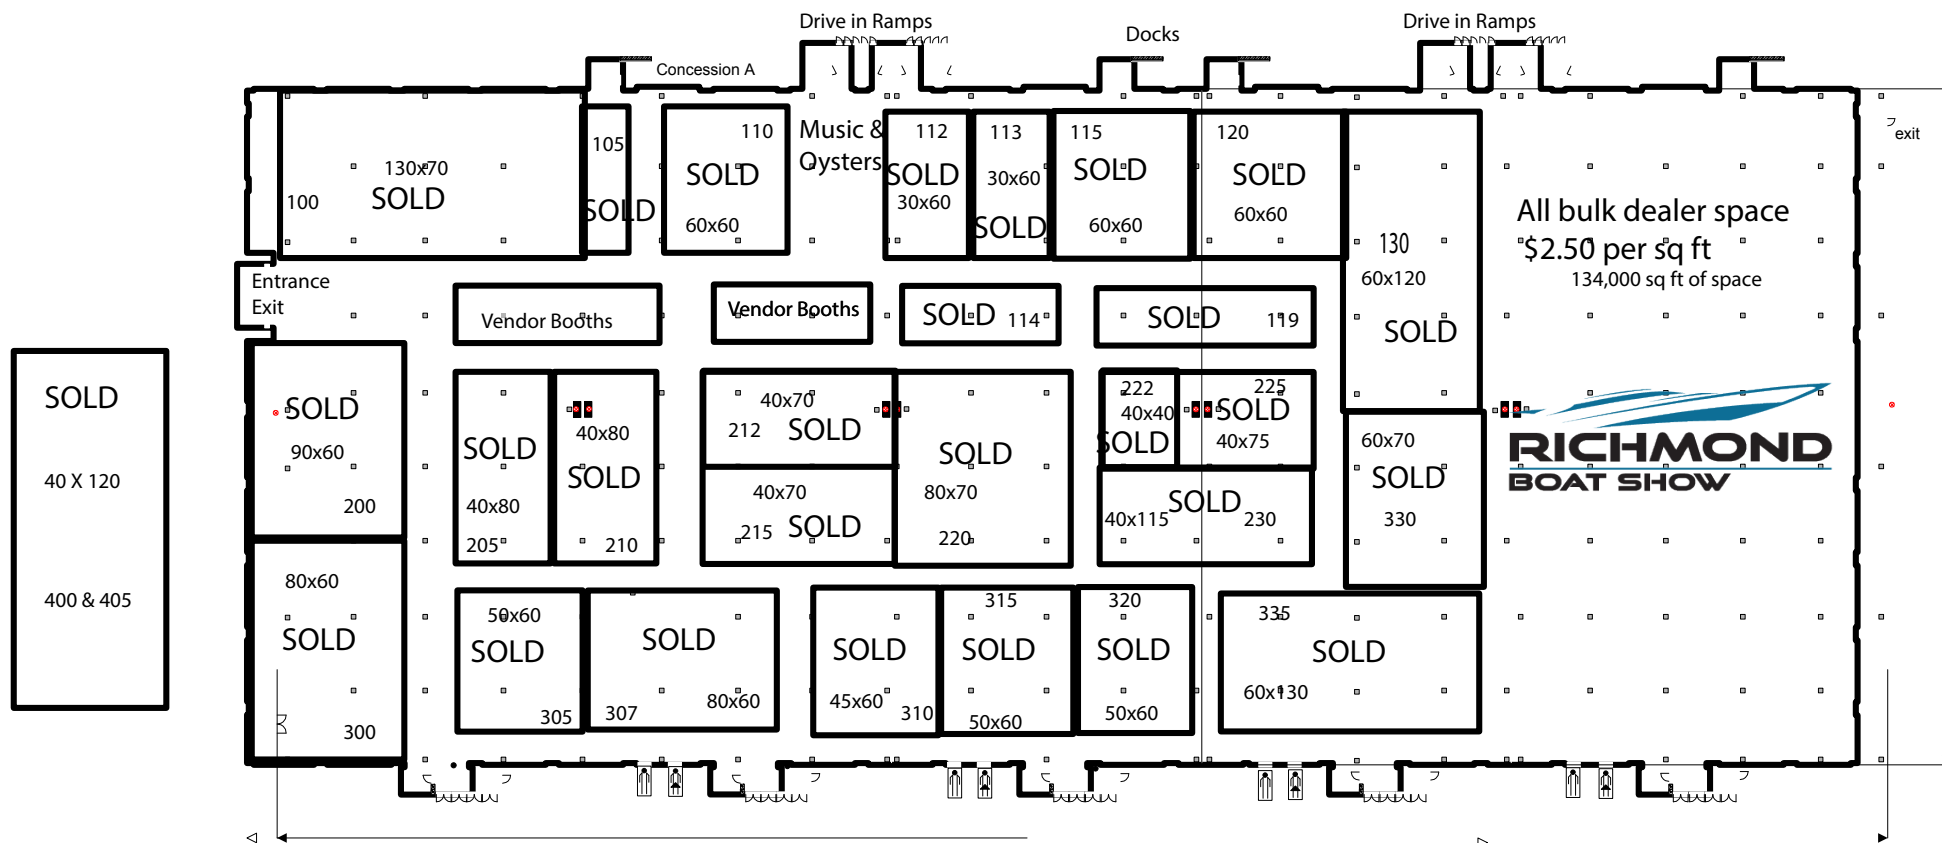 Drive in Ramps
Docks
Drive in Ramps
Concession A
exit
130x70
SOLD
100
105
SOLD
110
SOLD
60x60
Music &
Oysters
112
SOLD
30x60
113
30x60
SOLD
115
SOLD
60x60
120
SOLD
60x60
130
60x120
SOLD
All bulk dealer space
$2.50 per sq ft
134,000 sq ft of space
Entrance
Exit
Vendor Booths
Vendor Booths
SOLD 114
SOLD 119
SOLD
40 X 120
400 & 405
SOLD
90x60
200
SOLD
40x80
205
40x80
SOLD
210
40x70
212 SOLD
40x70
215 SOLD
SOLD
80x70
220
222
40x40
SOLD
225
SOLD
40x75
SOLD
40x115 230
60x70
SOLD
330
RICHMOND
BOAT SHOW
80x60
SOLD
300
50x60
SOLD
305
SOLD
307 80x60
SOLD
45x60
310
315
SOLD
50x60
320
SOLD
50x60
335
SOLD
60x130